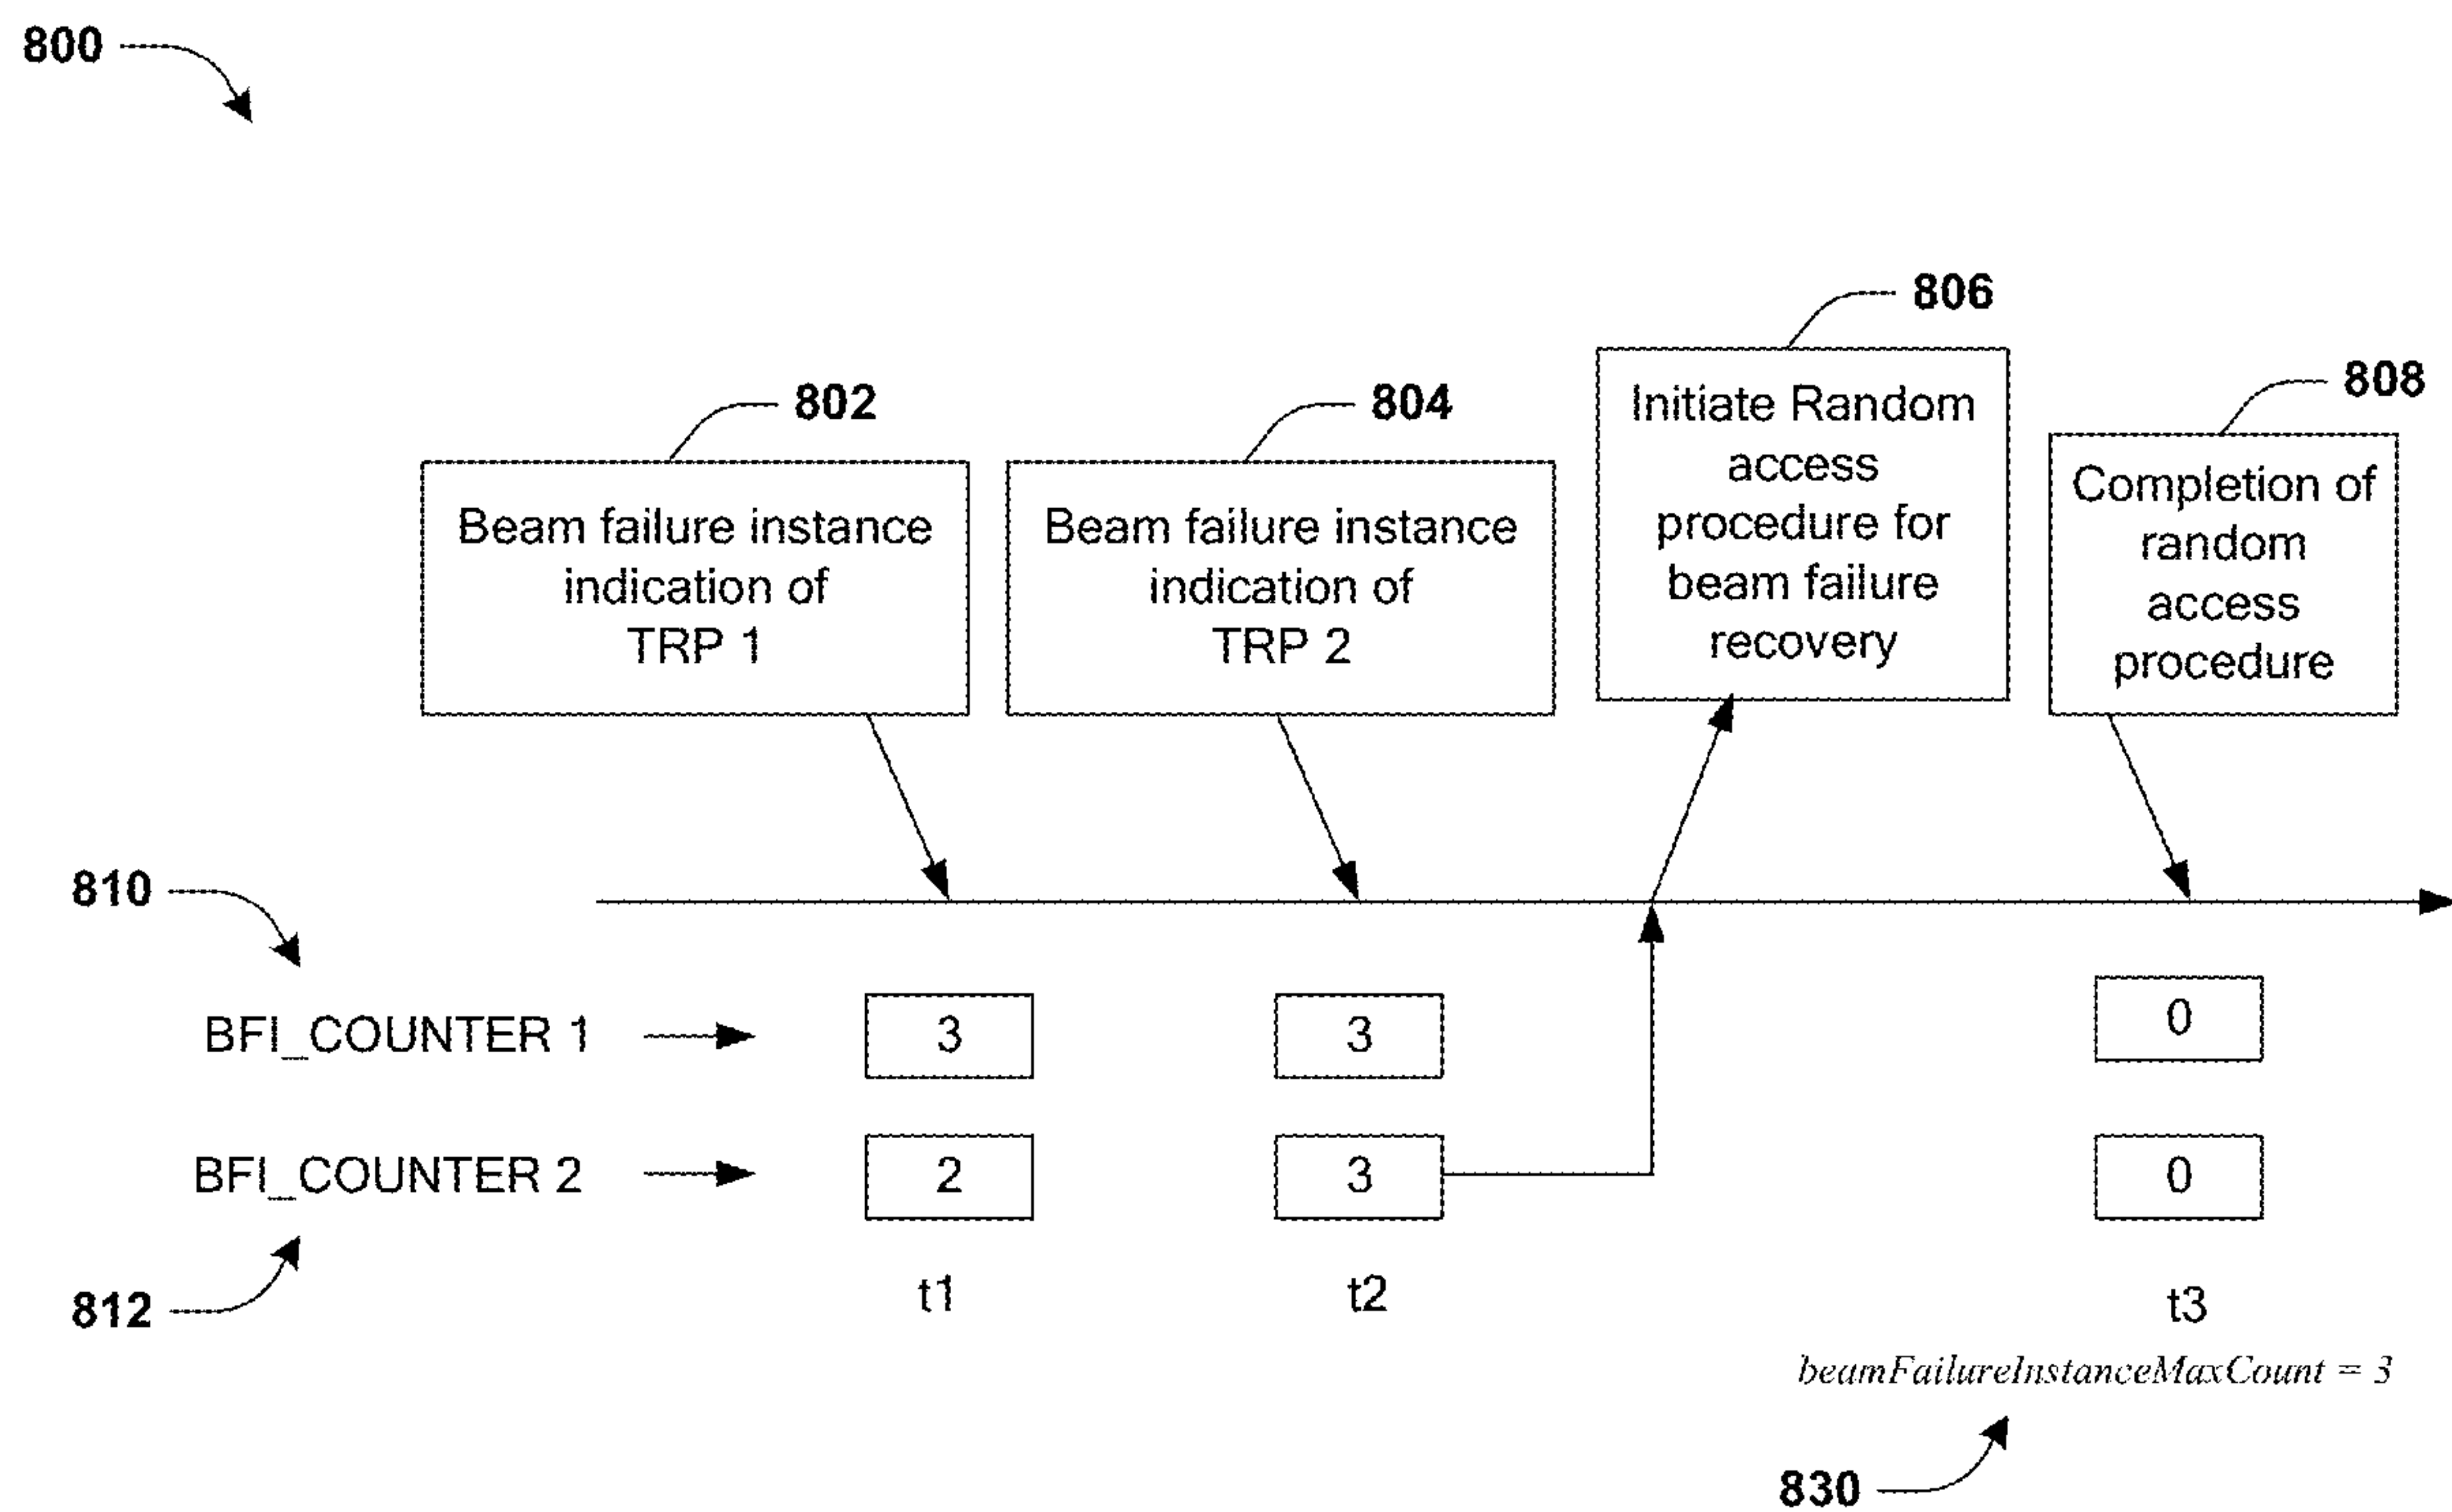 800
806
Initiate Random
access
procedure for
beam failure
recovery
808
Completion of
random
access
procedure
802
Beam failure instance
indication of
TRP 1
804
Beam failure instance
indication of
TRP 2
810
BFI_COUNTER 1
3
3
0
BFI_COUNTER 2
2
3
0
812
t1
t2
t3
beamFailureInstanceMaxCount = 3
830